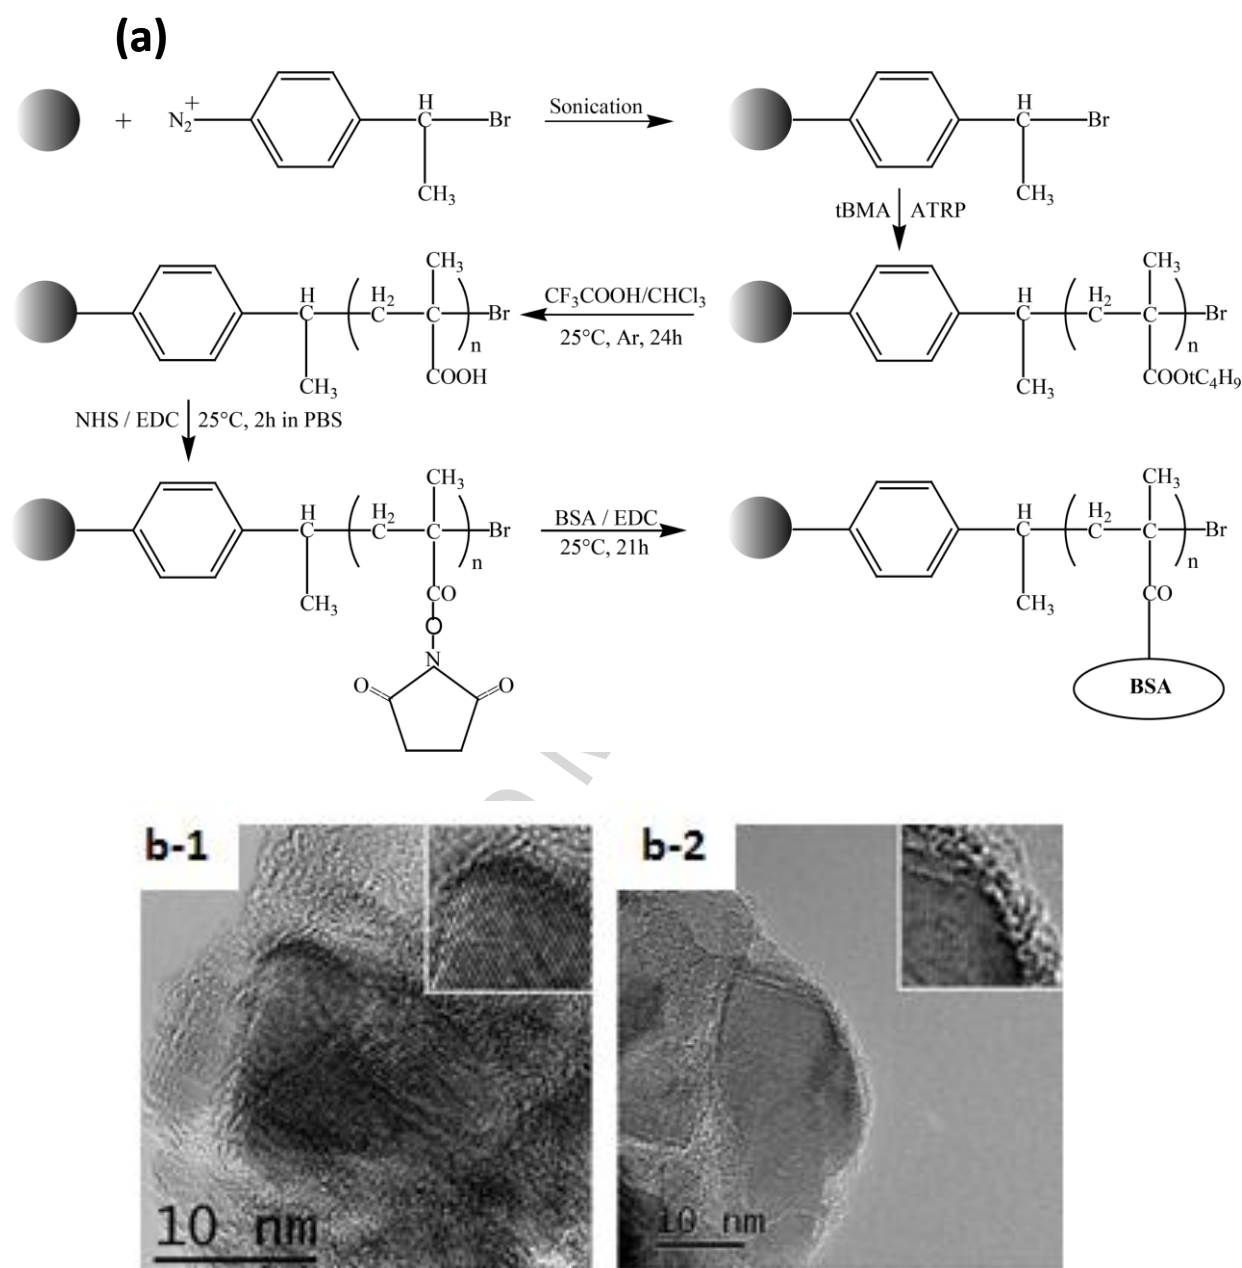 (a)
+ N2+ H C Br CH3 Sonication H C Br CH3
tBMA ATRP
H CH3 H2 C C Br n COOH CH3 CF3COOH/CHCl3 25°C, Ar, 24h H CH3 H2 C C Br n COOtC4H9 CH3
NHS / EDC 25°C, 2h in PBS
H CH3 H2 C C Br n CO O N O O CH3 BSA / EDC 25°C, 21h H CH3 H2 C C Br n CO CH3 BSA
b-1 b-2
10 nm 10 nm